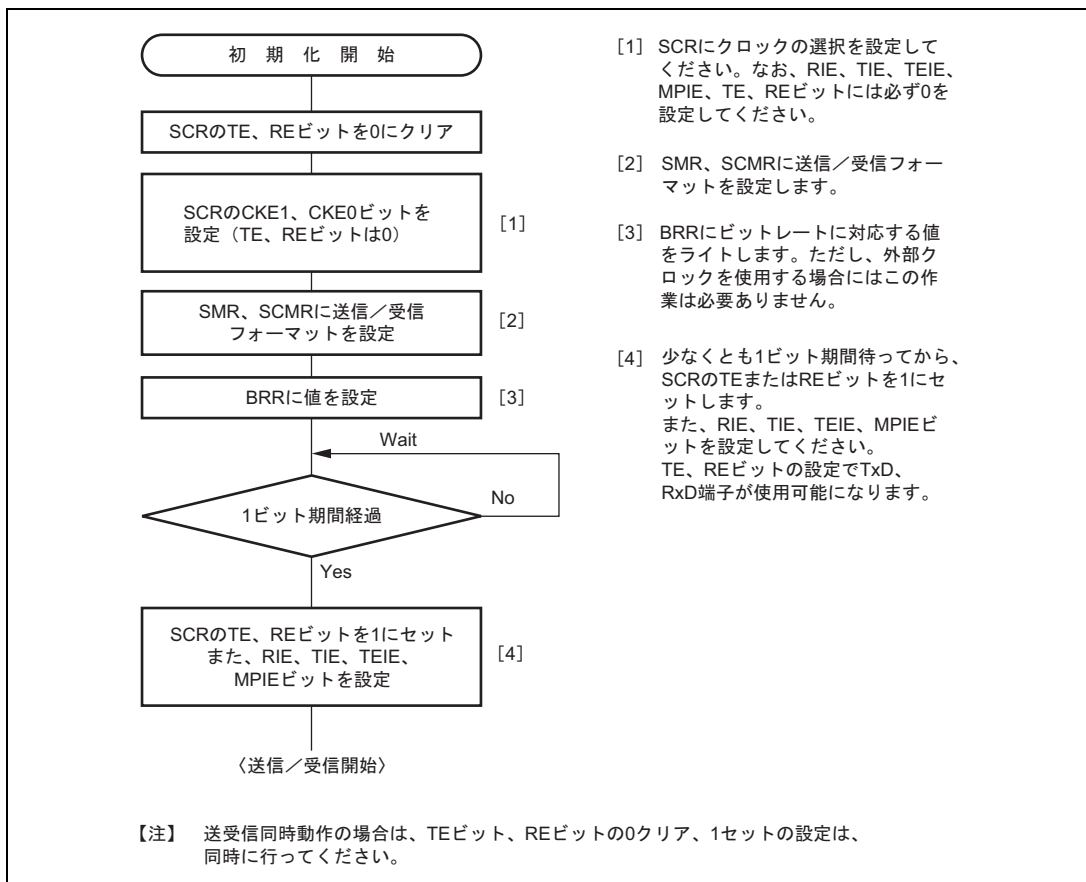 初 期 化 開 始
SCRのTE、REビットを0にクリア
SCRのCKE1、CKE0ビットを
設定（TE、REビットは0）
[1]
SMR、SCMRに送信／受信
フォーマットを設定
[2]
BRRに値を設定
[3]
Wait
1ビット期間経過
No
Yes
SCRのTE、REビットを1にセット
また、RIE、TIE、TEIE、
MPIEビットを設定
[4]
〈送信／受信開始〉
[1] SCRにクロックの選択を設定して
ください。なお、RIE、TIE、TEIE、
MPIE、TE、REビットには必ず0を
設定してください。
[2] SMR、SCMRに送信／受信フォー
マットを設定します。
[3] BRRにビットレートに対応する値
をライトします。ただし、外部ク
ロックを使用する場合にはこの作
業は必要ありません。
[4] 少なくとも1ビット期間待ってから、
SCRのTEまたはREビットを1にセ
ットします。
また、RIE、TIE、TEIE、MPIEビ
ットを設定してください。
TE、REビットの設定でTxD、
RxD端子が使用可能になります。
【注】 送受信同時動作の場合は、TEビット、REビットの0クリア、1セットの設定は、
同時に行ってください。